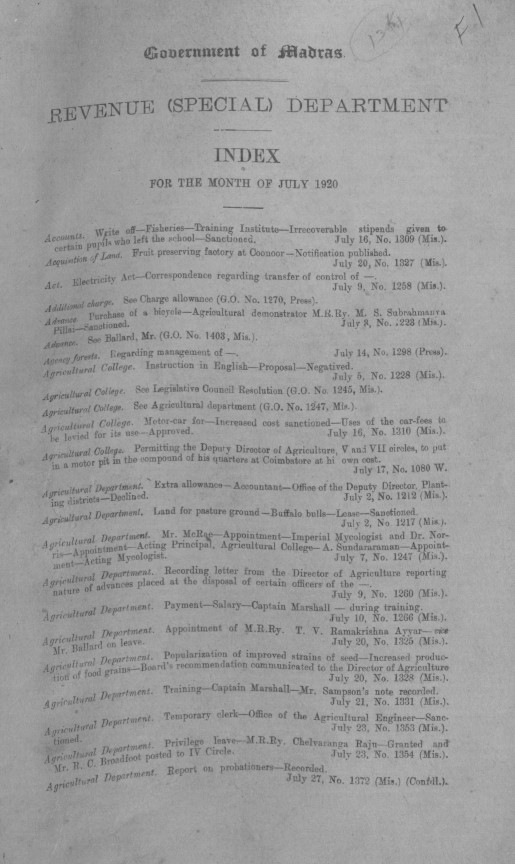 Government of Madras.
REVENUE (SPECIAL) DEPARTMENT
INDEX
FOR THE MONTH OF JULY 1920
Accounts. Write off—Fisheries—Training Institute—Irrecoverable stipends given to
certain pupils who left the school—Sanctioned. July 16, No. 1309 (Mis.).
Acquisition of Land. Fruit preserving factory at Coonoor—Notification published.
July 20, No. 1327 (Mis.).
Act. Electricity Act—Correspondence regarding transfer of control of —.
July 9, No. 1258 (Mis.).
Additional charge. See Charge allowance (G.O. No. 1270, Press).
Advance. Purchase of a bicycle—Agricultural demonstrator M.R.Ry. M. S. Subrahmanya
Pillai—Sanctioned. July 3, No. 1223 (Mis.).
Advance. See Ballard, Mr. (G.O. No. 1403, Mis.).
Agency forests. Regarding management of —. July 14, No. 1298 (Press).
Agricultural College. Instruction in English—Proposal—Negatived.
July 5, No. 1228 (Mis.).
Agricultural College. See Legislative Council Resolution (G.O. No. 1245, Mis.).
Agricultural College. See Agricultural department (G.O. No. 1247, Mis.).
Agricultural College. Motor-car for—Increased cost sanctioned—Uses of the car—fees to
be levied for its use—Approved. July 16, No. 1310 (Mis.).
Agricultural College. Permitting the Deputy Director of Agriculture, V and VII circles, to put
in a motor pit in the compound of his quarters at Coimbatore at hi own cost.
July 17, No. 1080 W.
Agricultural Department. Extra allowance—Accountant—Office of the Deputy Director, Plant-
ing districts—Declined. July 2, No. 1212 (Mis.).
Agricultural Department. Land for pasture ground—Buffalo bulls—Lease—Sanctioned.
July 2, No. 1217 (Mis.).
Agricultural Department. Mr. McRae—Appointment—Imperial Mycologist and Dr. Nor-
ris—Appointment—Acting Principal, Agricultural College—A. Sundararaman—Appoint-
ment—Acting Mycologist. July 7, No. 1247 (Mis.).
Agricultural Department. Recording letter from the Director of Agriculture reporting
nature of advances placed at the disposal of certain officers of the —.
July 9, No. 1260 (Mis.).
Agricultural Department. Payment—Salary—Captain Marshall — during training.
July 10, No. 1266 (Mis.).
Agricultural Department. Appointment of M.R.Ry. T. V. Ramakrishna Ayyar—vice
Mr. Ballard on leave. July 20, No. 1325 (Mis.).
Agricultural Department. Popularization of improved strains of seed—Increased produc-
tion of food grains—Board's recommendation communicated to the Director of Agriculture
July 20, No. 1328 (Mis.).
Agricultural Department. Training—Captain Marshall—Mr. Sampson's note recorded.
July 21, No. 1331 (Mis.).
Agricultural Department. Temporary clerk—Office of the Agricultural Engineer—Sanc-
tioned. July 23, No. 1353 (Mis.).
Agricultural Department. Privilege leave—M.R.Ry. Chelvaranga Raju—Granted and
Mr. R. C. Broadfoot posted to IV Circle. July 23, No. 1354 (Mis.).
Agricultural Department. Report on probationers—Recorded.
July 27, No. 1372 (Mis.) (Confdl.).